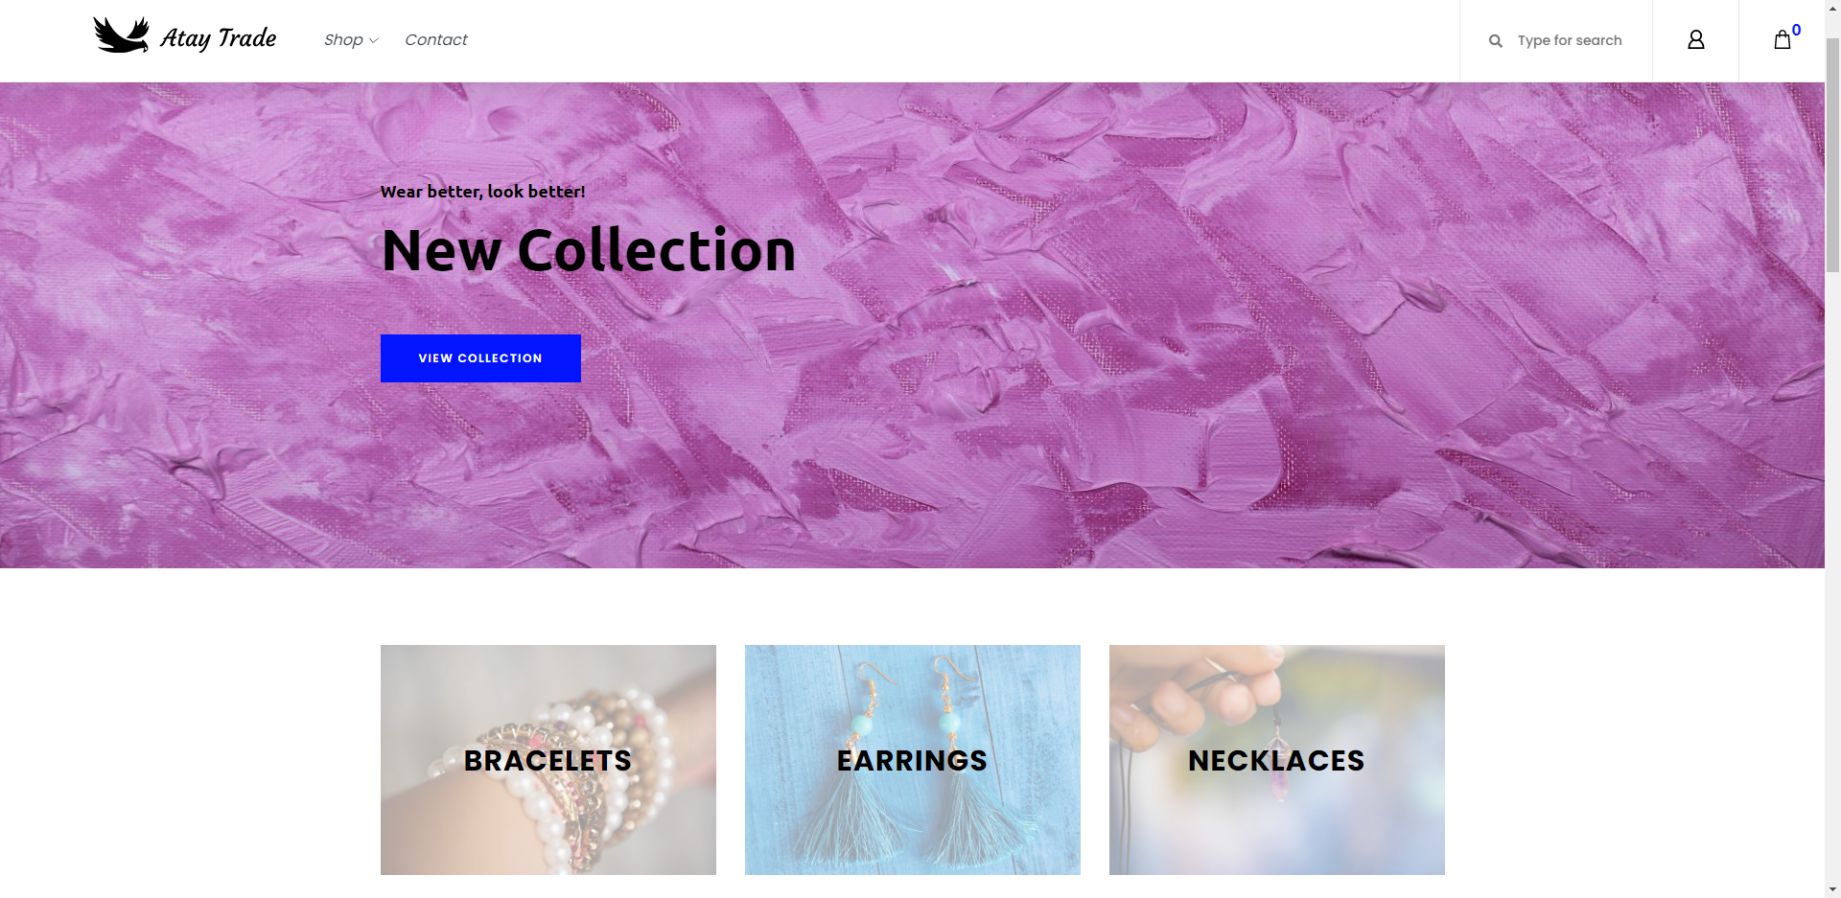 Atay Trade
Shop
Contact
Type for search
0
Wear better, look better!
New Collection
VIEW COLLECTION
BRACELETS
EARRINGS
NECKLACES